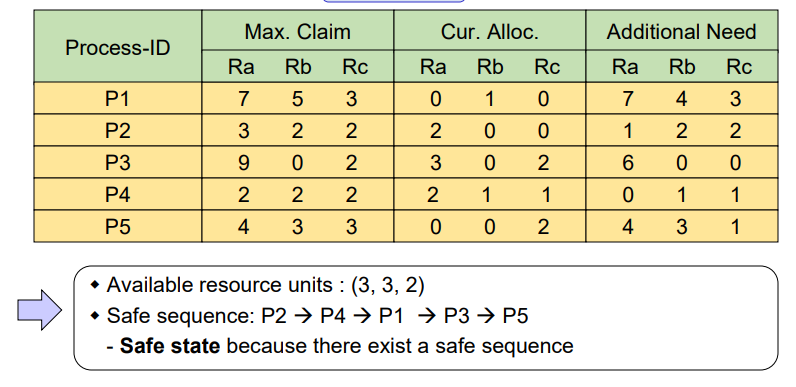 Process-ID Max. Claim Cur. Alloc. Additional Need
Ra Rb Rc Ra Rb Rc Ra Rb Rc
P1 7 5 3 0 1 0 7 4 3
P2 3 2 2 2 0 0 1 2 2
P3 9 0 2 3 0 2 6 0 0
P4 2 2 2 2 1 1 0 1 1
P5 4 3 3 0 0 2 4 3 1
◆ Available resource units : (3, 3, 2)
◆ Safe sequence: P2 → P4 → P1 → P3 → P5
- Safe state because there exist a safe sequence